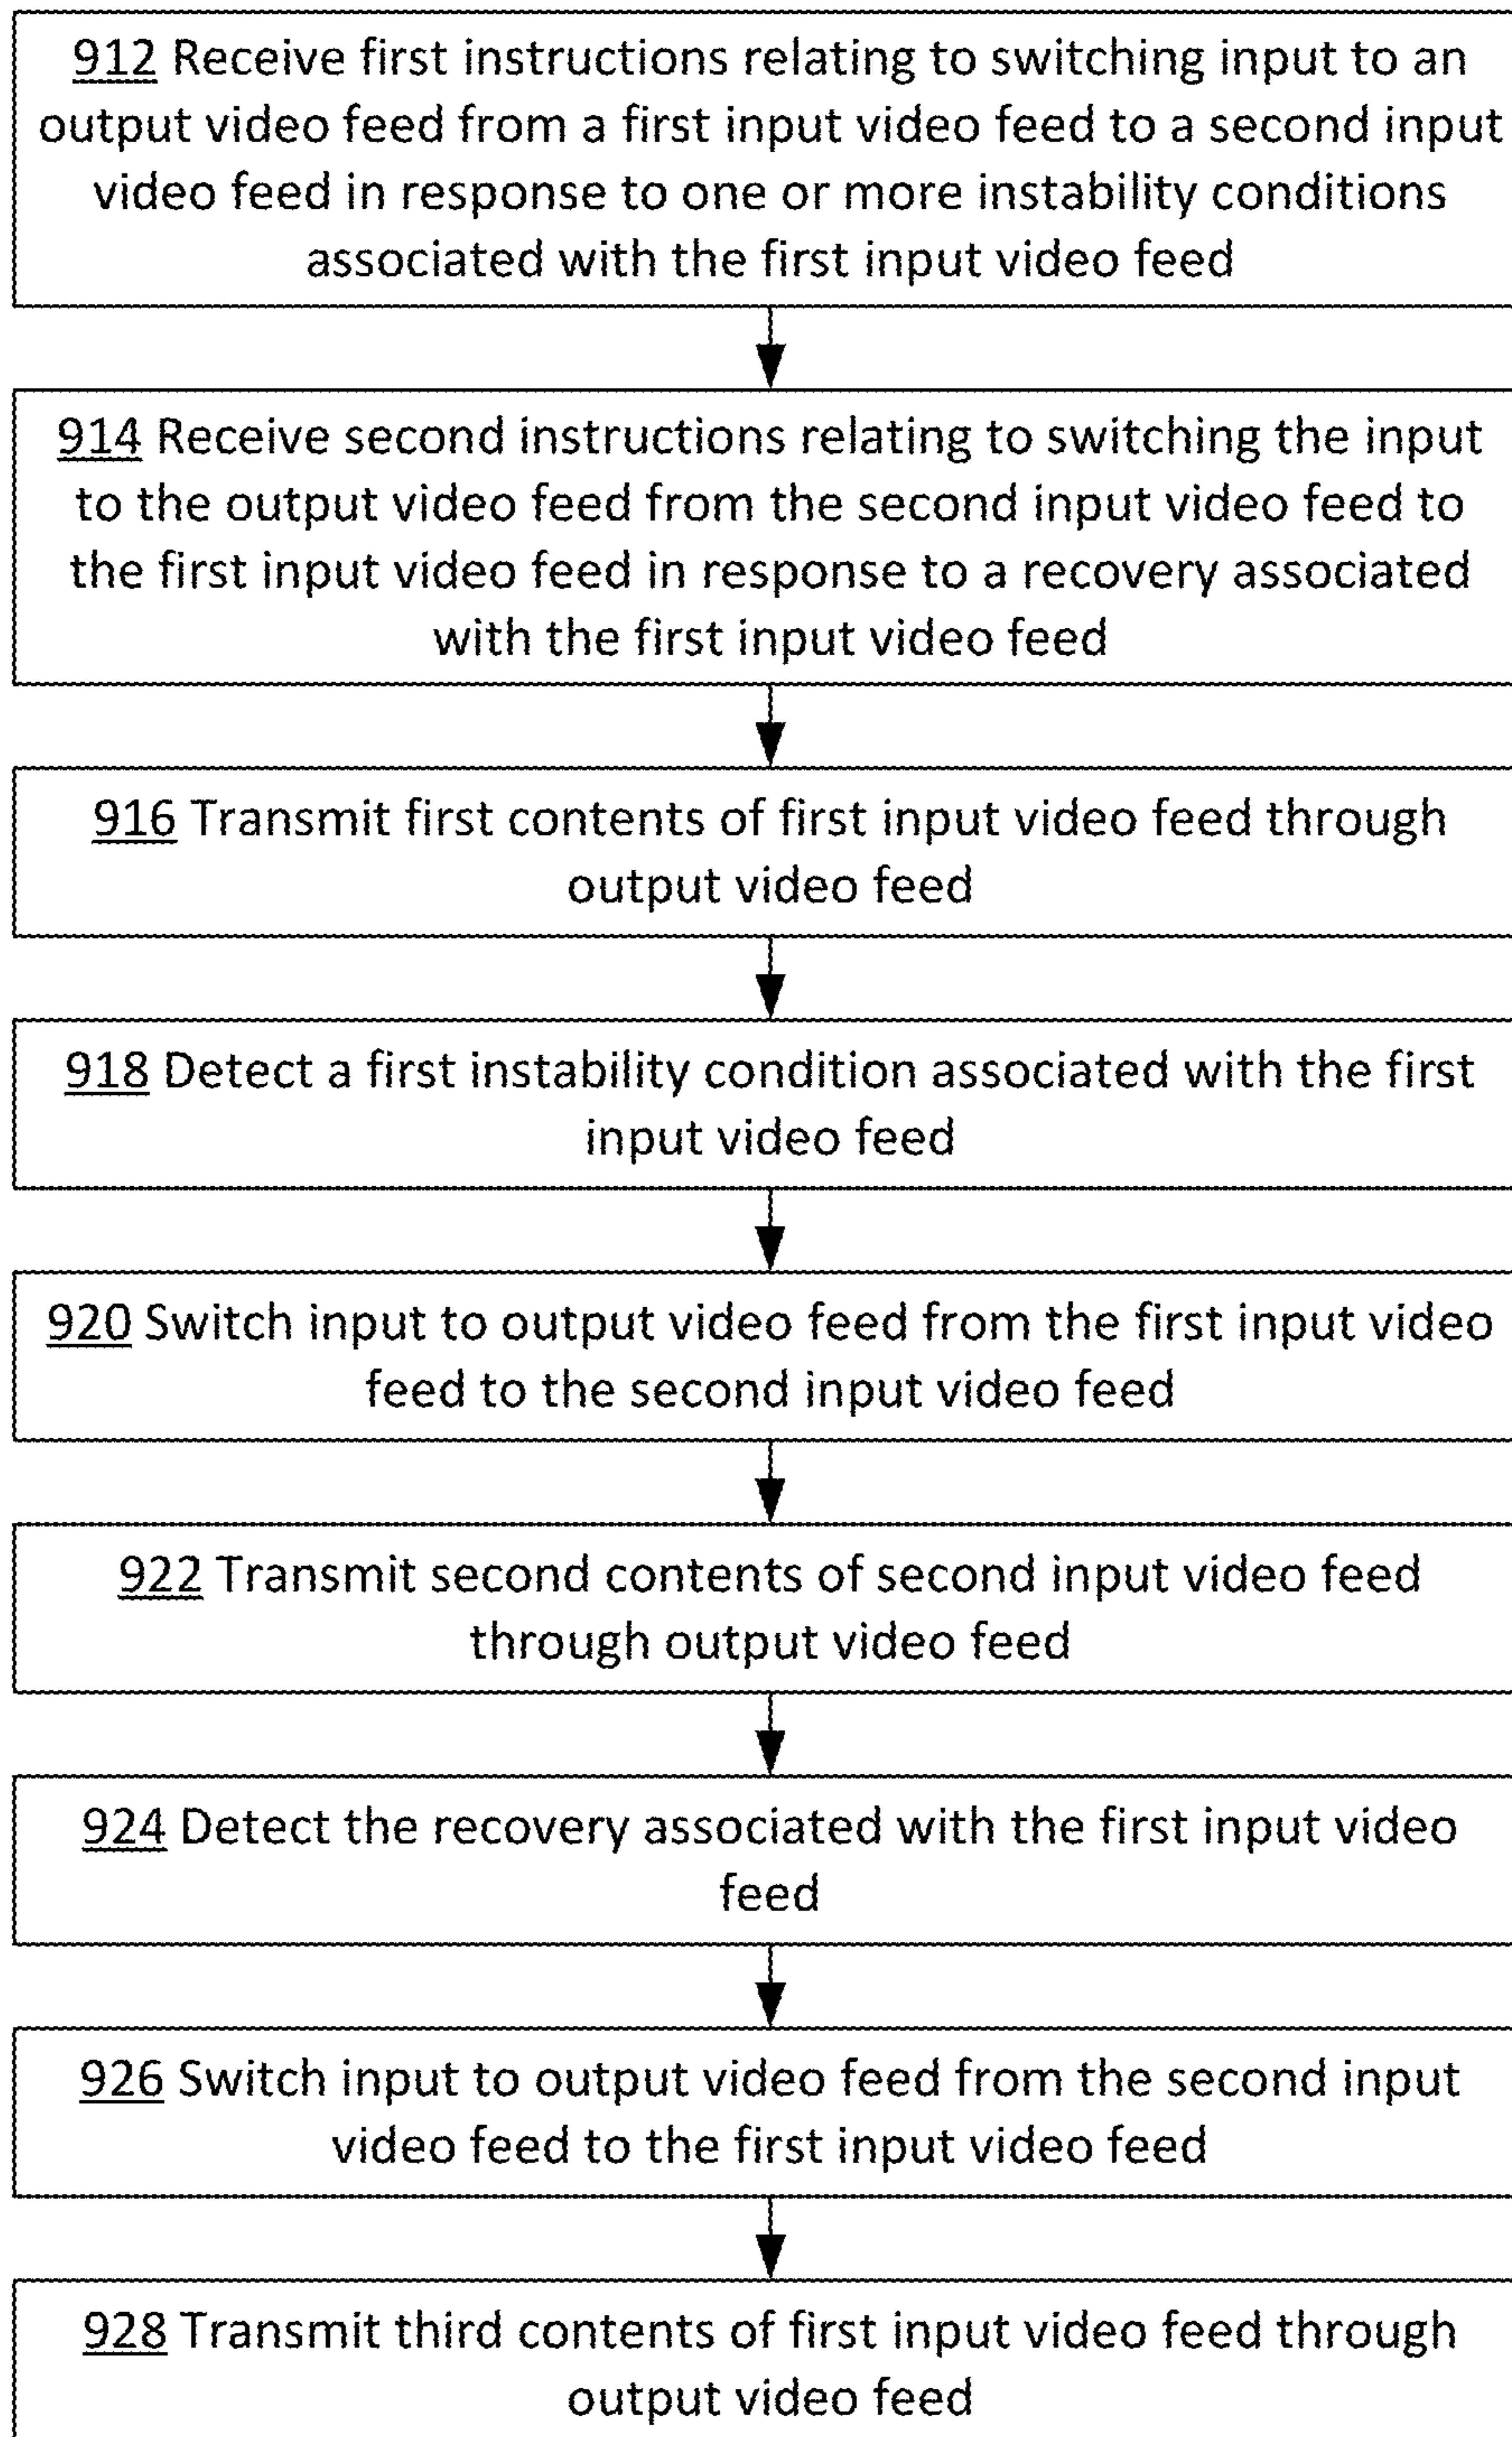 912 Receive first instructions relating to switching input to an
output video feed from a first input video feed to a second input
video feed in response to one or more instability conditions
associated with the first input video feed
914 Receive second instructions relating to switching the input
to the output video feed from the second input video feed to
the first input video feed in response to a recovery associated
with the first input video feed
916 Transmit first contents of first input video feed through
output video feed
918 Detect a first instability condition associated with the first
input video feed
920 Switch input to output video feed from the first input video
feed to the second input video feed
922 Transmit second contents of second input video feed
through output video feed
924 Detect the recovery associated with the first input video
feed
926 Switch input to output video feed from the second input
video feed to the first input video feed
928 Transmit third contents of first input video feed through
output video feed